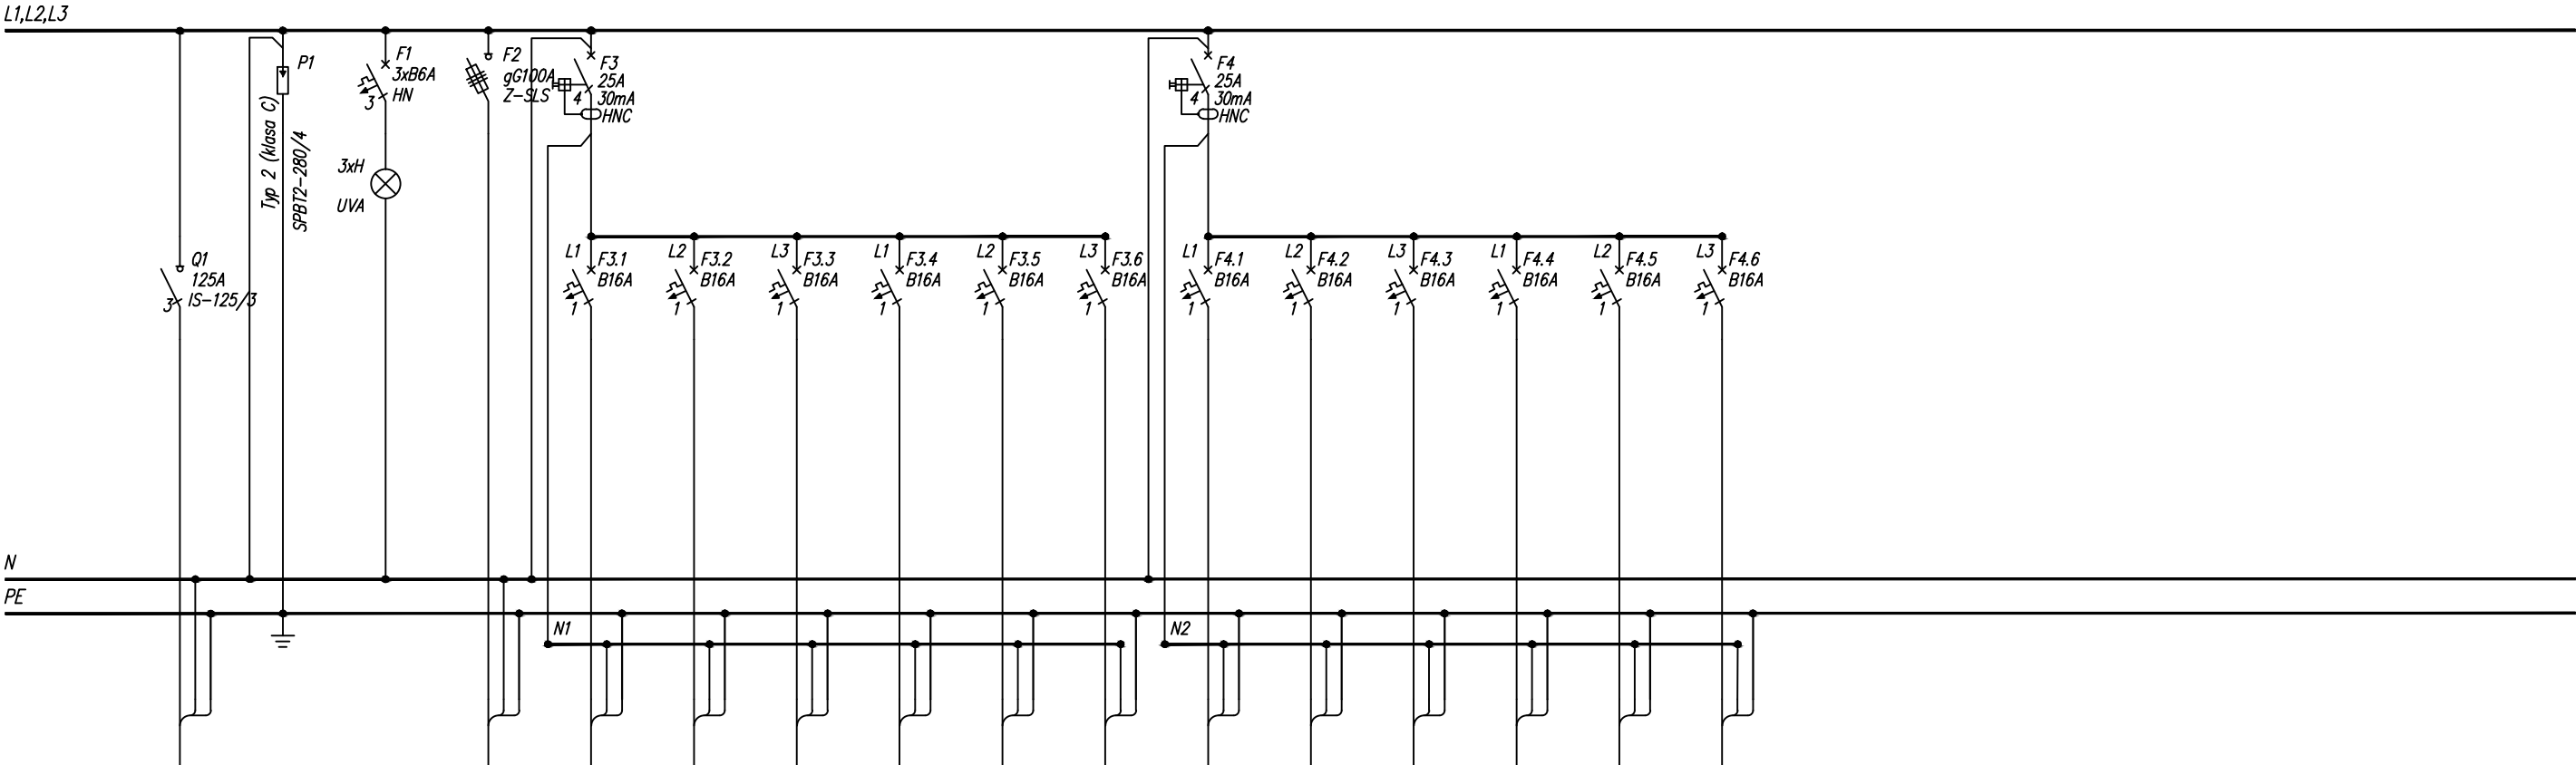 L1,L2,L3
P1
Typ 2 (klasa C)
SPBT2-280/4
F1
3xB6A
HN
3
3xH
UVA
F2
gG100A
Z-SLS
F3
25A
30mA
HNC
4
F4
25A
30mA
HNC
4
Q1
125A
IS-125/3
3
L1
F3.1
B16A
1
L2
F3.2
B16A
1
L3
F3.3
B16A
1
L1
F3.4
B16A
1
L2
F3.5
B16A
1
L3
F3.6
B16A
1
L1
F4.1
B16A
1
L2
F4.2
B16A
1
L3
F4.3
B16A
1
L1
F4.4
B16A
1
L2
F4.5
B16A
1
L3
F4.6
B16A
1
N
PE
N1
N2